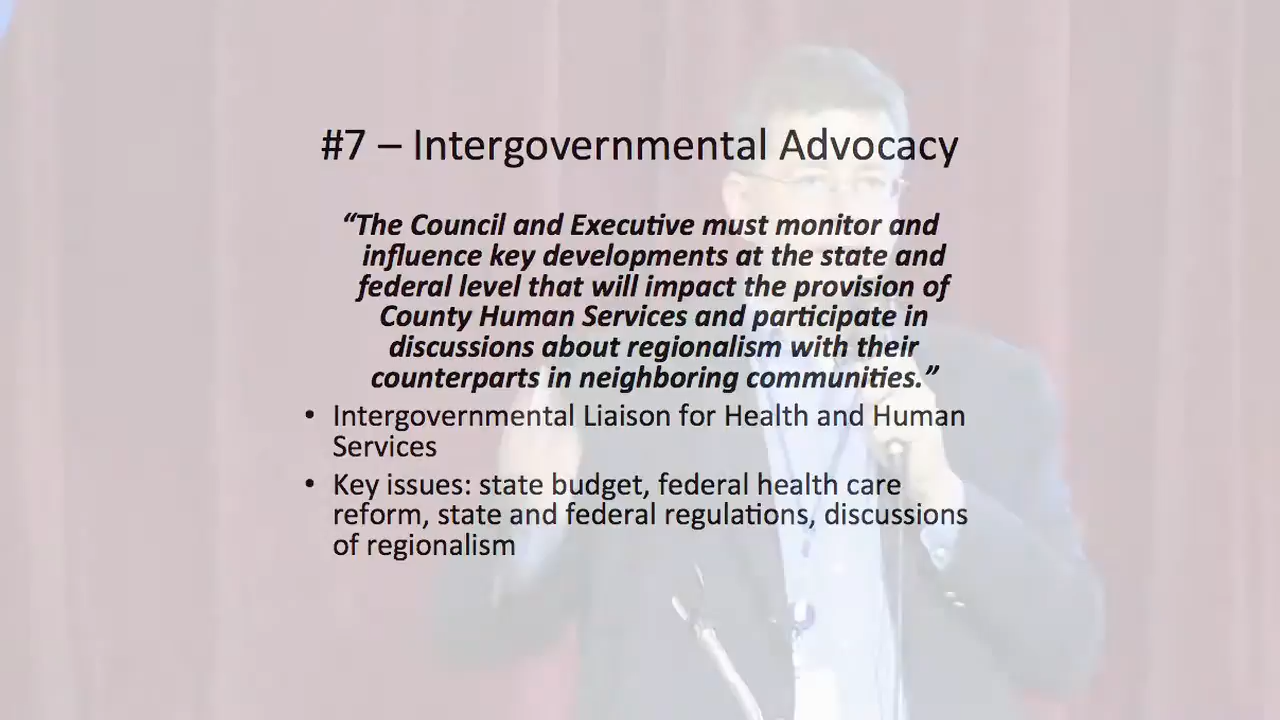 #7 – Intergovernmental Advocacy
“The Council and Executive must monitor and
influence key developments at the state and
federal level that will impact the provision of
County Human Services and participate in
discussions about regionalism with their
counterparts in neighboring communities.”
• Intergovernmental Liaison for Health and Human
Services
• Key issues: state budget, federal health care
reform, state and federal regulations, discussions
of regionalism